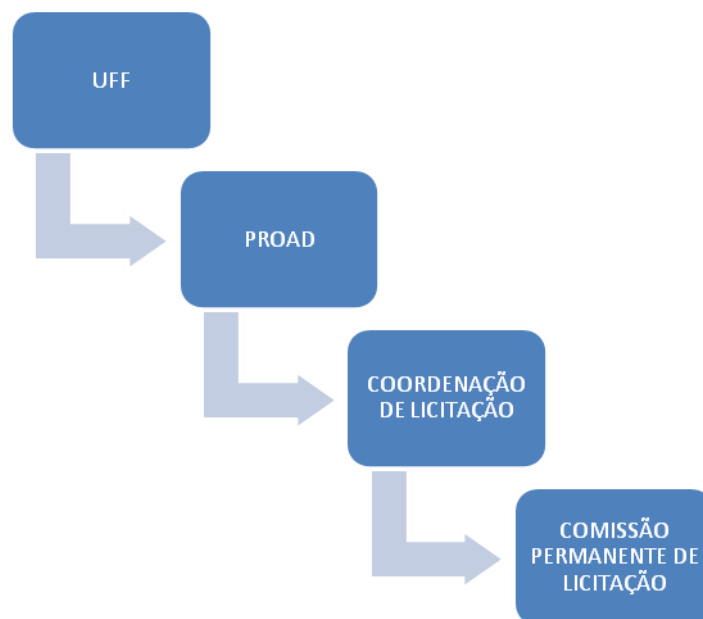 UFF
PROAD
COORDENAÇÃO
DE LICITAÇÃO
COMISSÃO
PERMANENTE DE
LICITAÇÃO